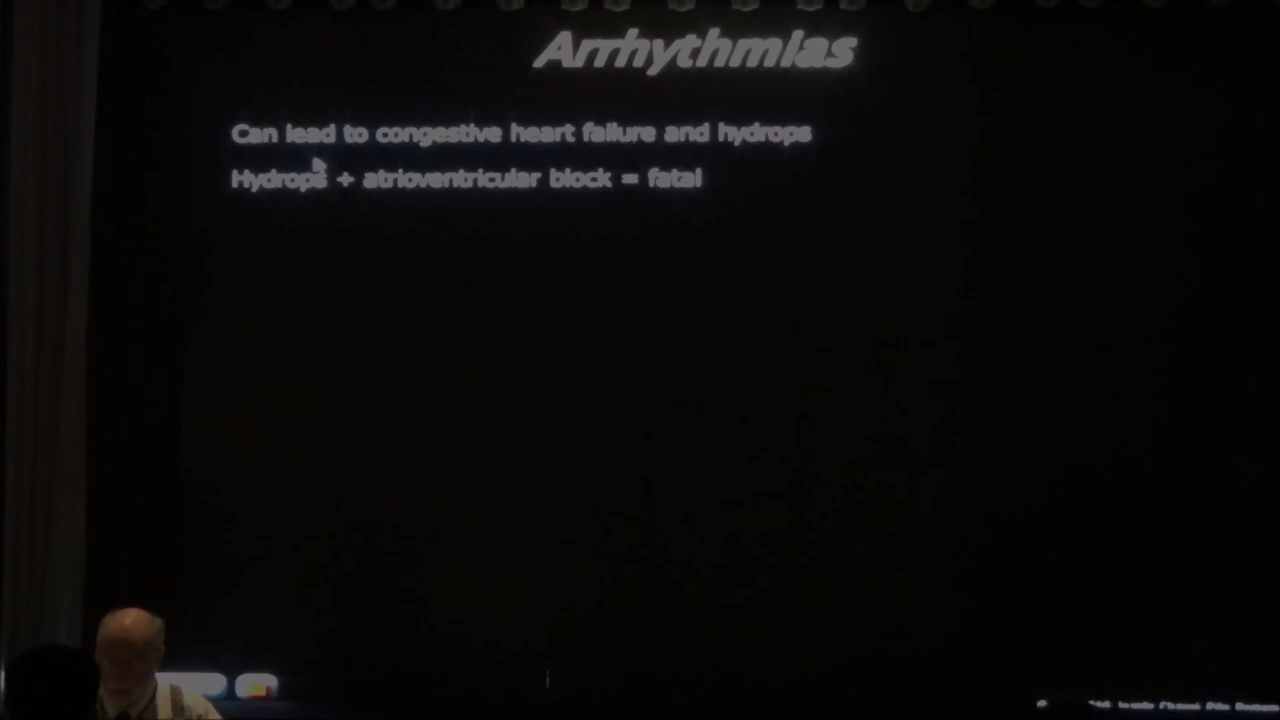 Arrhythmias
Can lead to congestive heart failure and hydrops
Hydrops + atrioventricular block = fatal